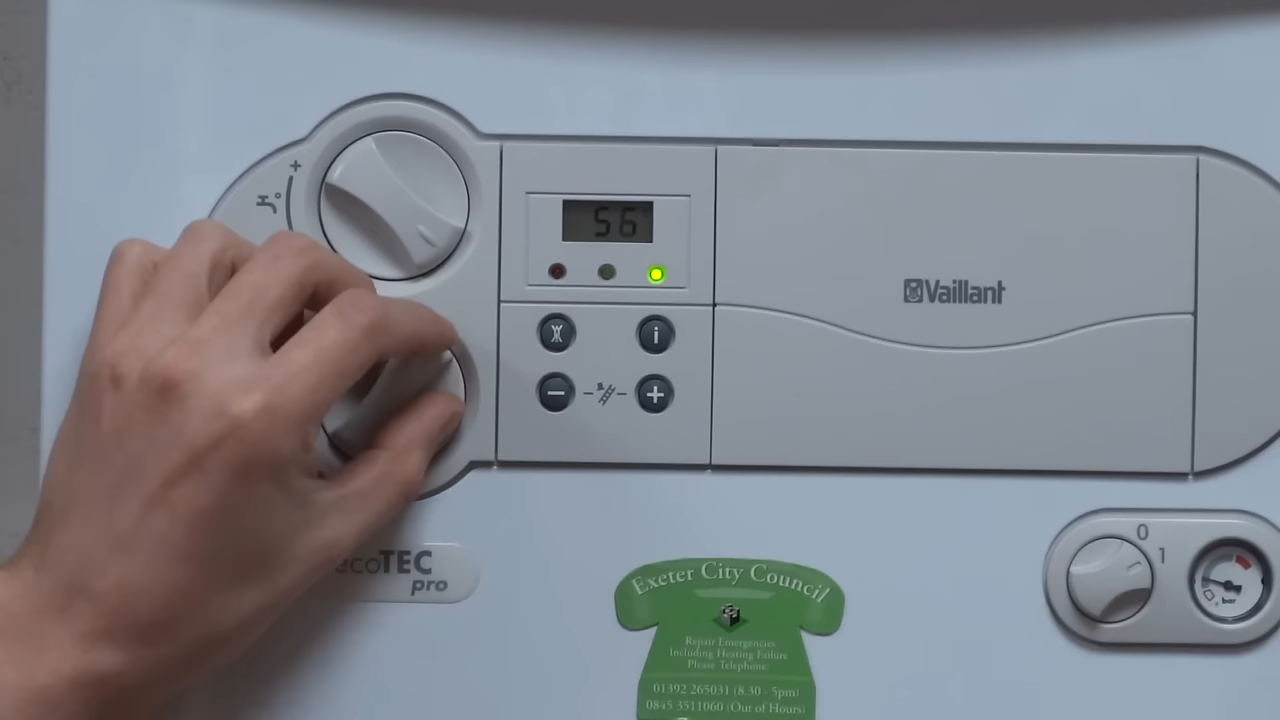 +
56°
Vaillant
i
− +
0
1
bar
ecoTEC
pro
Exeter City Council
Repair Emergencies
Including Heating Failure
Please Telephone:
01392 265031 (8.30 - 5pm)
0845 3511060 (Out of Hours)